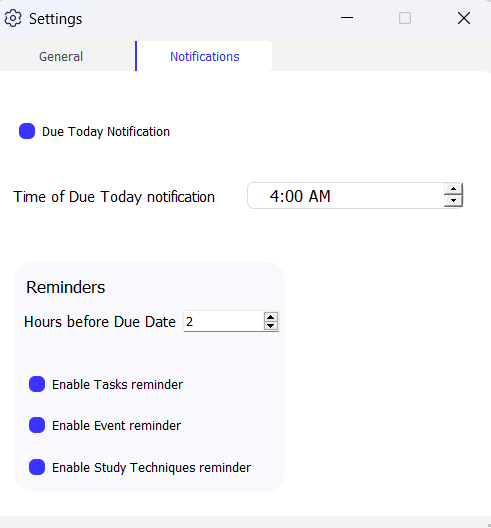 Settings
General
Notifications
Due Today Notification
Time of Due Today notification 4:00 AM
Reminders
Hours before Due Date 2
Enable Tasks reminder
Enable Event reminder
Enable Study Techniques reminder